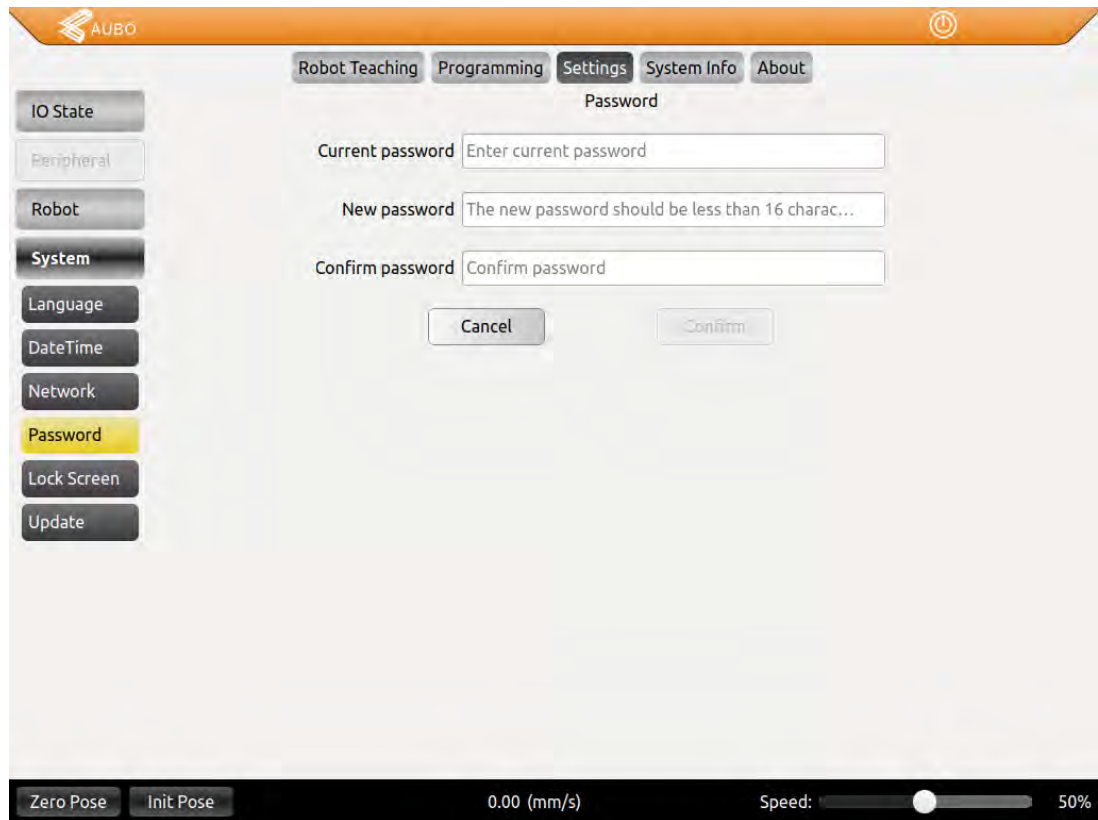 AUBO
Robot Teaching Programming Settings System Info About
Password
IO State
Peripheral
Robot
System
Language
DateTime
Network
Password
Lock Screen
Update
Current password Enter current password
New password The new password should be less than 16 charac...
Confirm password Confirm password
Cancel Confirm
Zero Pose Init Pose 0.00 (mm/s) Speed: 50%